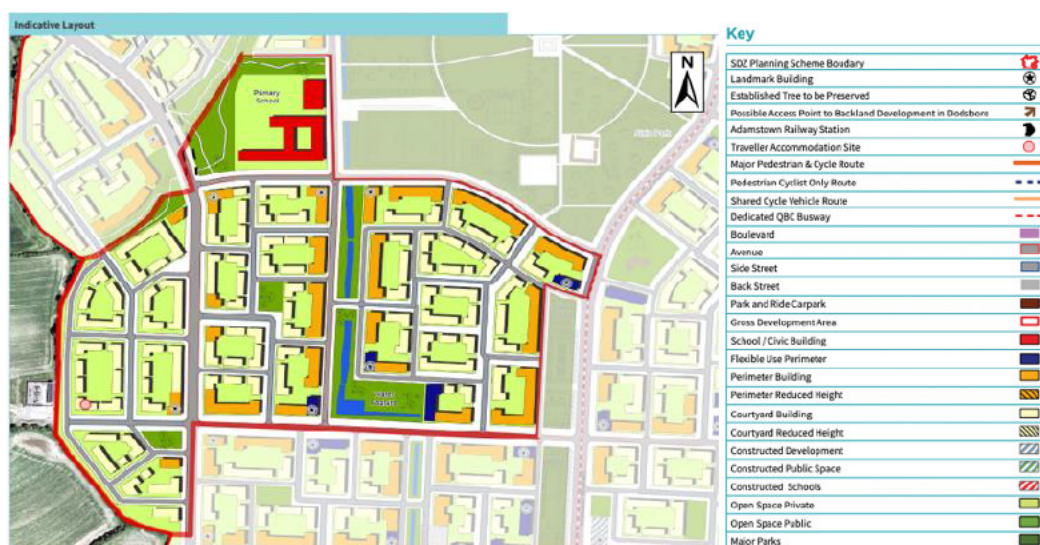 Indicative Layout
Primary
School
N
Water
Feature
Key
SDZ Planning Scheme Boudary
Landmark Building
Established Tree to be Preserved
Possible Access Point to Backland Development in Dodsboro
Adamstown Railway Station
Traveller Accommodation Site
Major Pedestrian & Cycle Route
Pedestrian Cyclist Only Route
Shared Cycle Vehicle Route
Dedicated QBC Busway
Boulevard
Avenue
Side Street
Back Street
Park and Ride Carpark
Gross Development Area
School / Civic Building
Flexible Use Perimeter
Perimeter Building
Perimeter Reduced Height
Courtyard Building
Courtyard Reduced Height
Constructed Development
Constructed Public Space
Constructed Schools
Open Space Private
Open Space Public
Major Parks